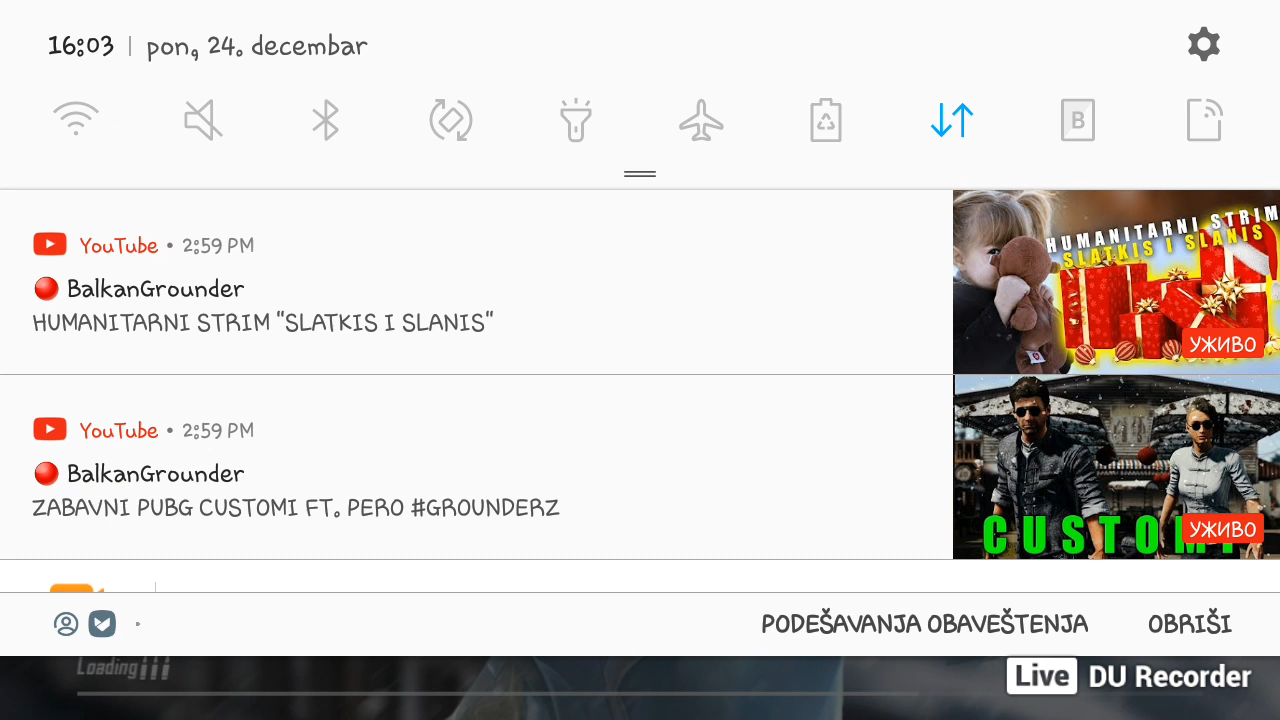 16:03 | pon, 24. decembar
B
YouTube • 2:59 PM
BalkanGrounder
HUMANITARNI STRIM "SLATKIS I SLANIS"
HUMANITARNI STRIM
SLATKIS I SLANIS
УЖИВО
YouTube • 2:59 PM
BalkanGrounder
ZABAVNI PUBG CUSTOMI FT. PERO #GROUNDERZ
CUSTOMI
УЖИВО
PODEŠAVANJA OBAVEŠTENJA
OBRIŠI
Loading
Live DU Recorder